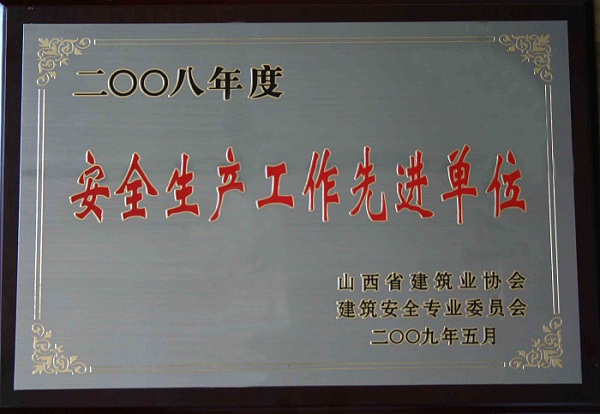 二〇〇八年度
安全生产工作先进单位
山西省建筑业协会
建筑安全专业委员会
二〇〇九年五月